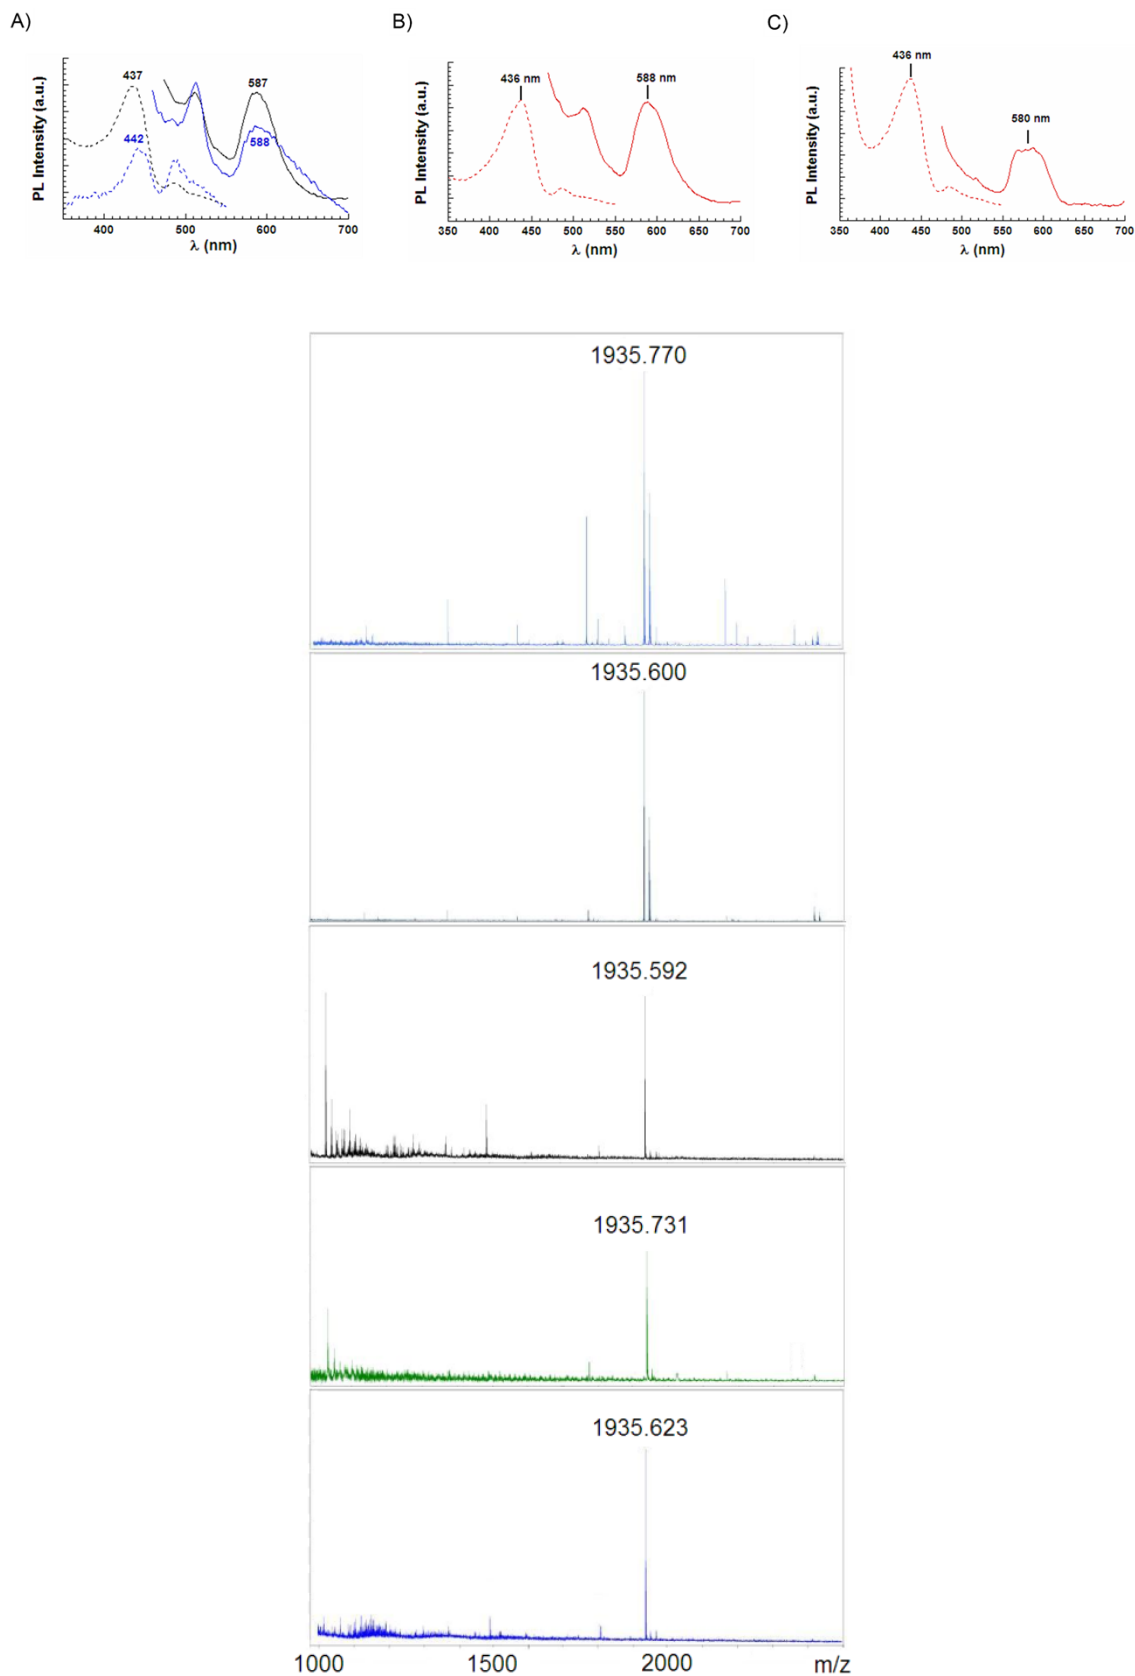 A)
B)
C)
PL Intensity (a.u.)
437
587
442
588
400 500 600 700
λ (nm)
PL Intensity (a.u.)
436 nm
588 nm
350 400 450 500 550 600 650 700
λ (nm)
PL Intensity (a.u.)
436 nm
580 nm
350 400 450 500 550 600 650 700
λ (nm)
1935.770
1935.600
1935.592
1935.731
1935.623
1000 1500 2000 m/z